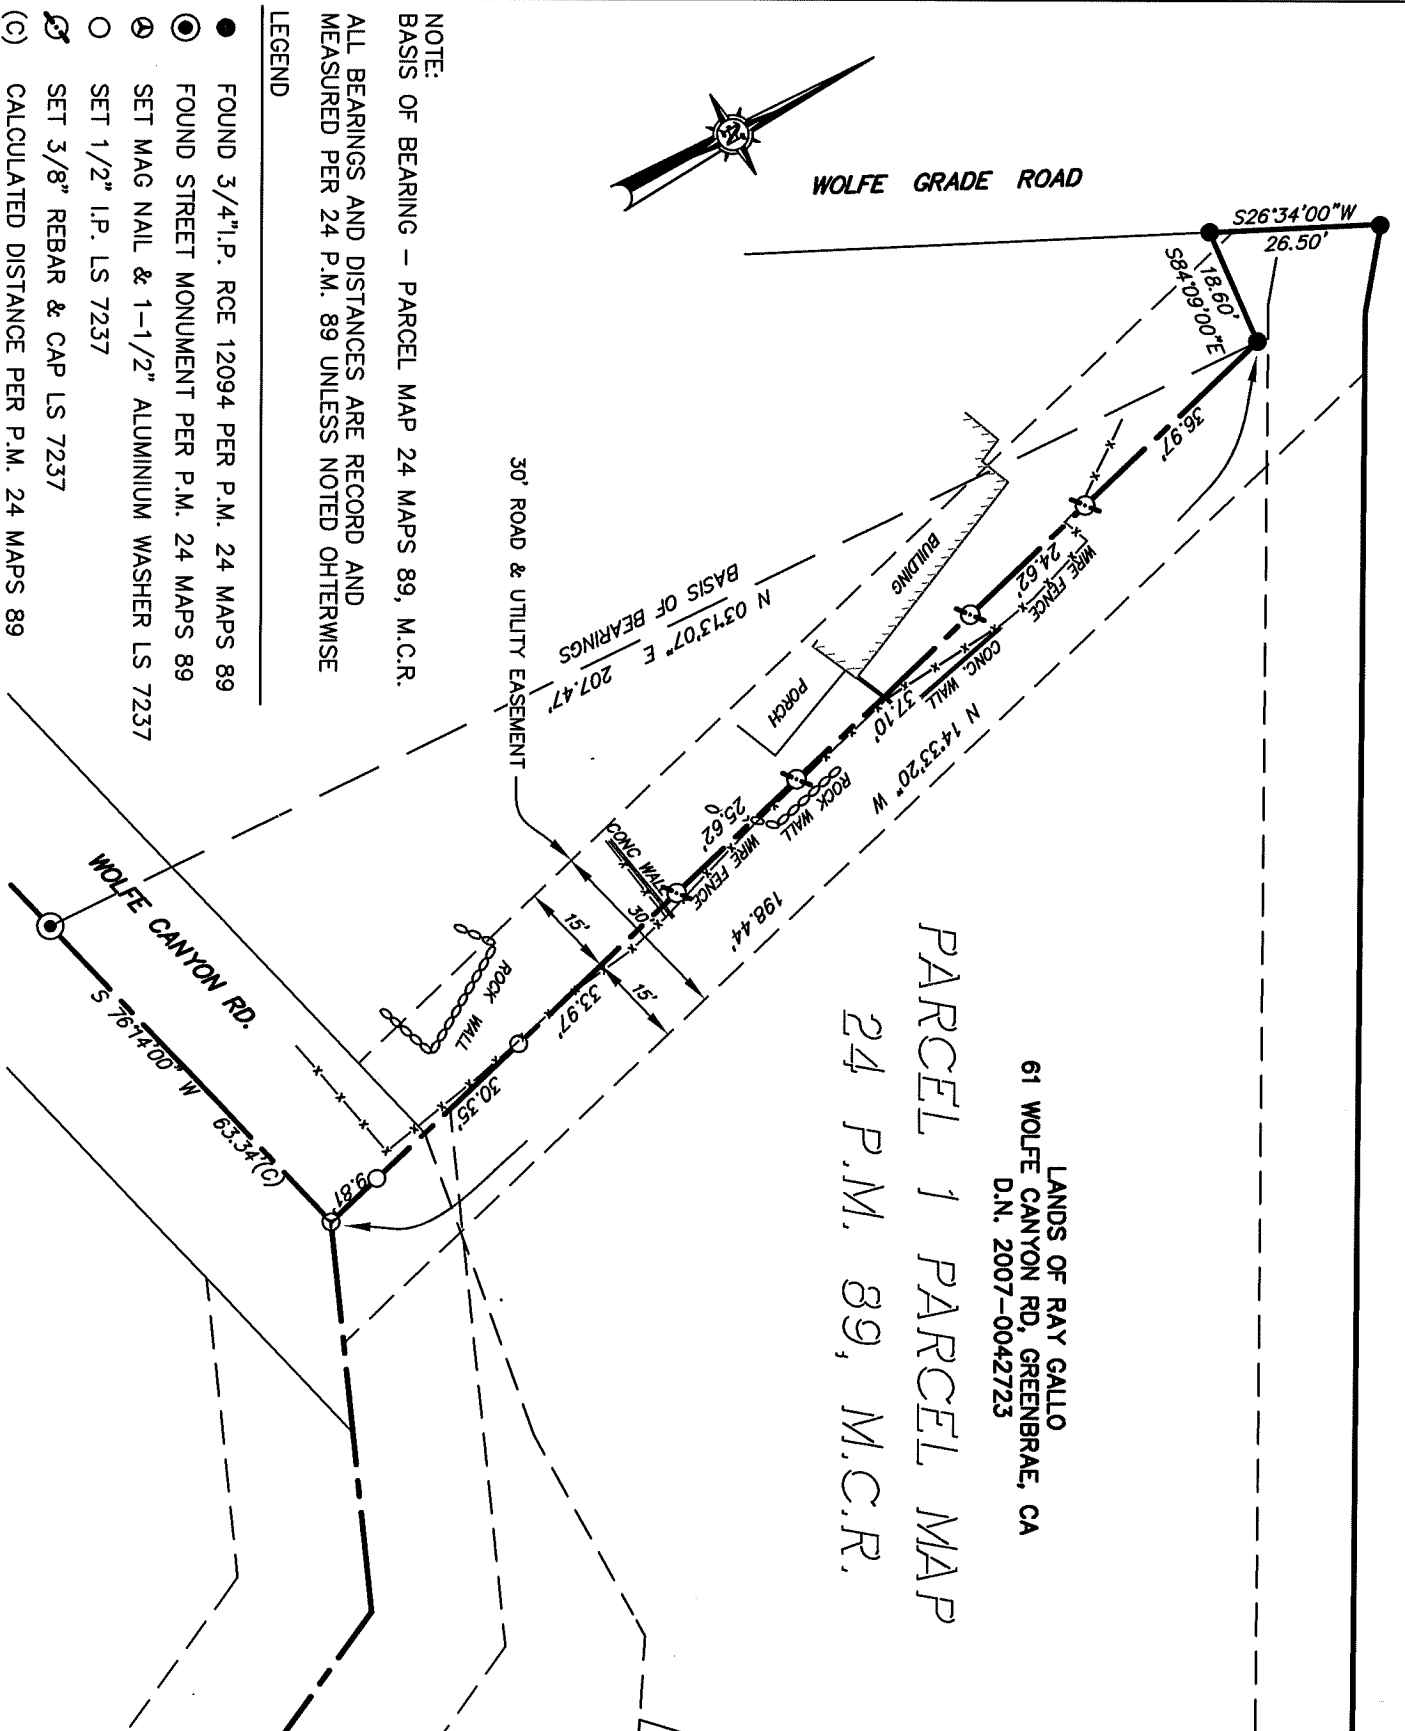 NOTE:
BASIS OF BEARING – PARCEL MAP 24 MAPS 89, M.C.R.
ALL BEARINGS AND DISTANCES ARE RECORD AND
MEASURED PER 24 P.M. 89 UNLESS NOTED OHTERWISE
LEGEND
FOUND 3/4"I.P. RCE 12094 PER P.M. 24 MAPS 89
FOUND STREET MONUMENT PER P.M. 24 MAPS 89
SET MAG NAIL & 1-1/2" ALUMINIUM WASHER LS 7237
SET 1/2" I.P. LS 7237
SET 3/8" REBAR & CAP LS 7237
(C) CALCULATED DISTANCE PER P.M. 24 MAPS 89
WOLFE GRADE ROAD
S26°34'00"W
26.50'
18.60'
S84°09'00"E
36.97'
WIRE FENCE
24.62'
BUILDING
CONC. WALL
37.10'
PORCH
N 14°33'20" W
198.44'
ROCK WALL
25.62'
WIRE FENCE
CONC WALL
30'
15'
15'
33.97'
ROCK WALL
30.35'
9.81'
30' ROAD & UTILITY EASEMENT
N 03°13'07" E 207.47'
BASIS OF BEARINGS
WOLFE CANYON RD.
S 76°14'00" W 63.34'(C)
LANDS OF RAY GALLO
61 WOLFE CANYON RD, GREENBRAE, CA
D.N. 2007-0042723
PARCEL 1 PARCEL MAP
24 P.M. 89, M.C.R.